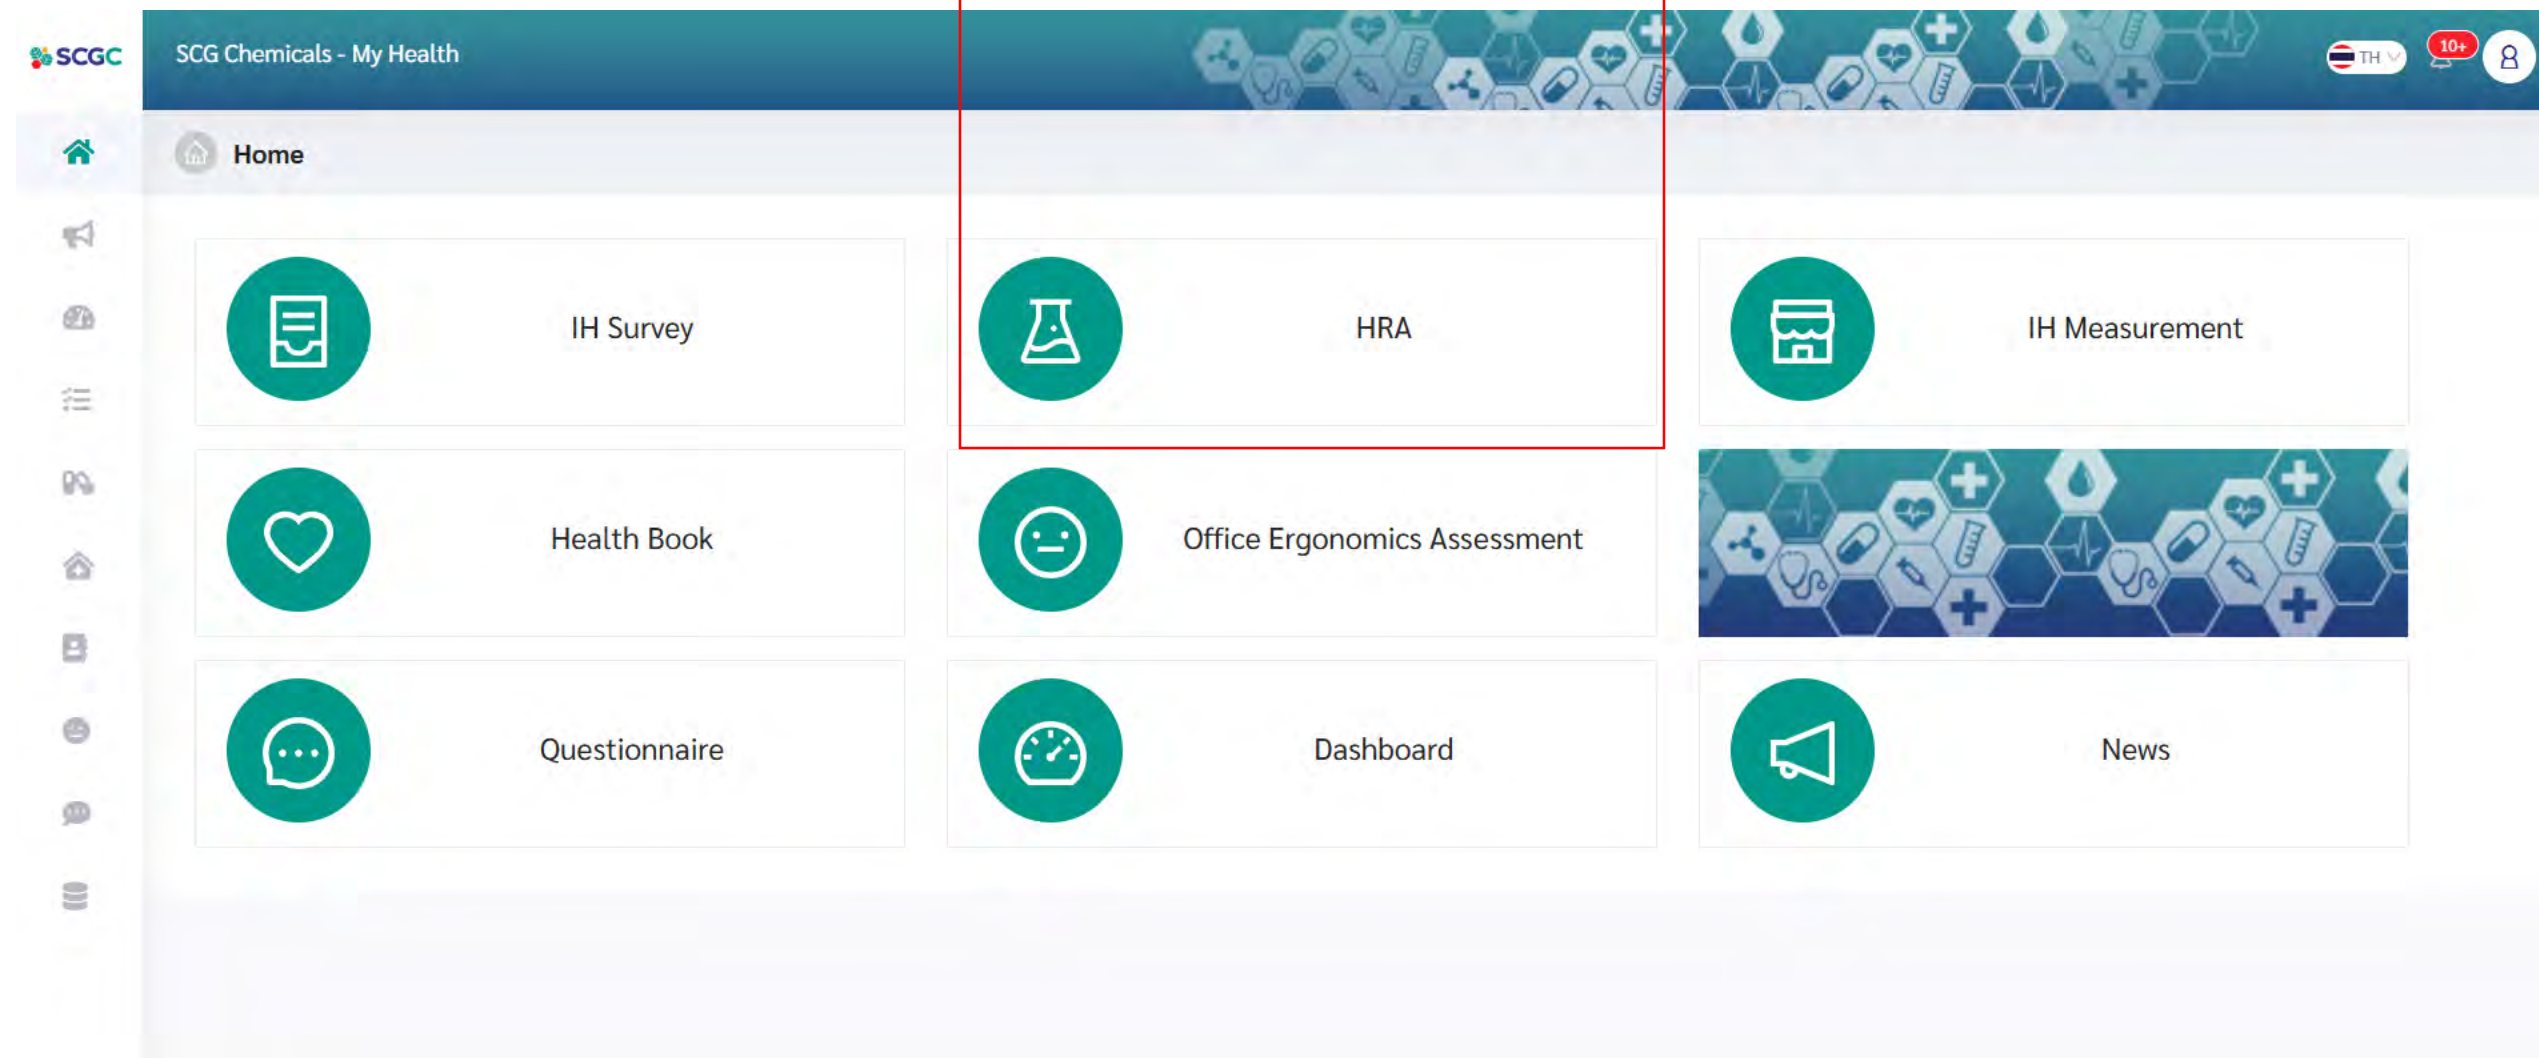 SCGC
SCG Chemicals - My Health
TH
10+
Home
IH Survey
HRA
IH Measurement
Health Book
Office Ergonomics Assessment
Questionnaire
Dashboard
News